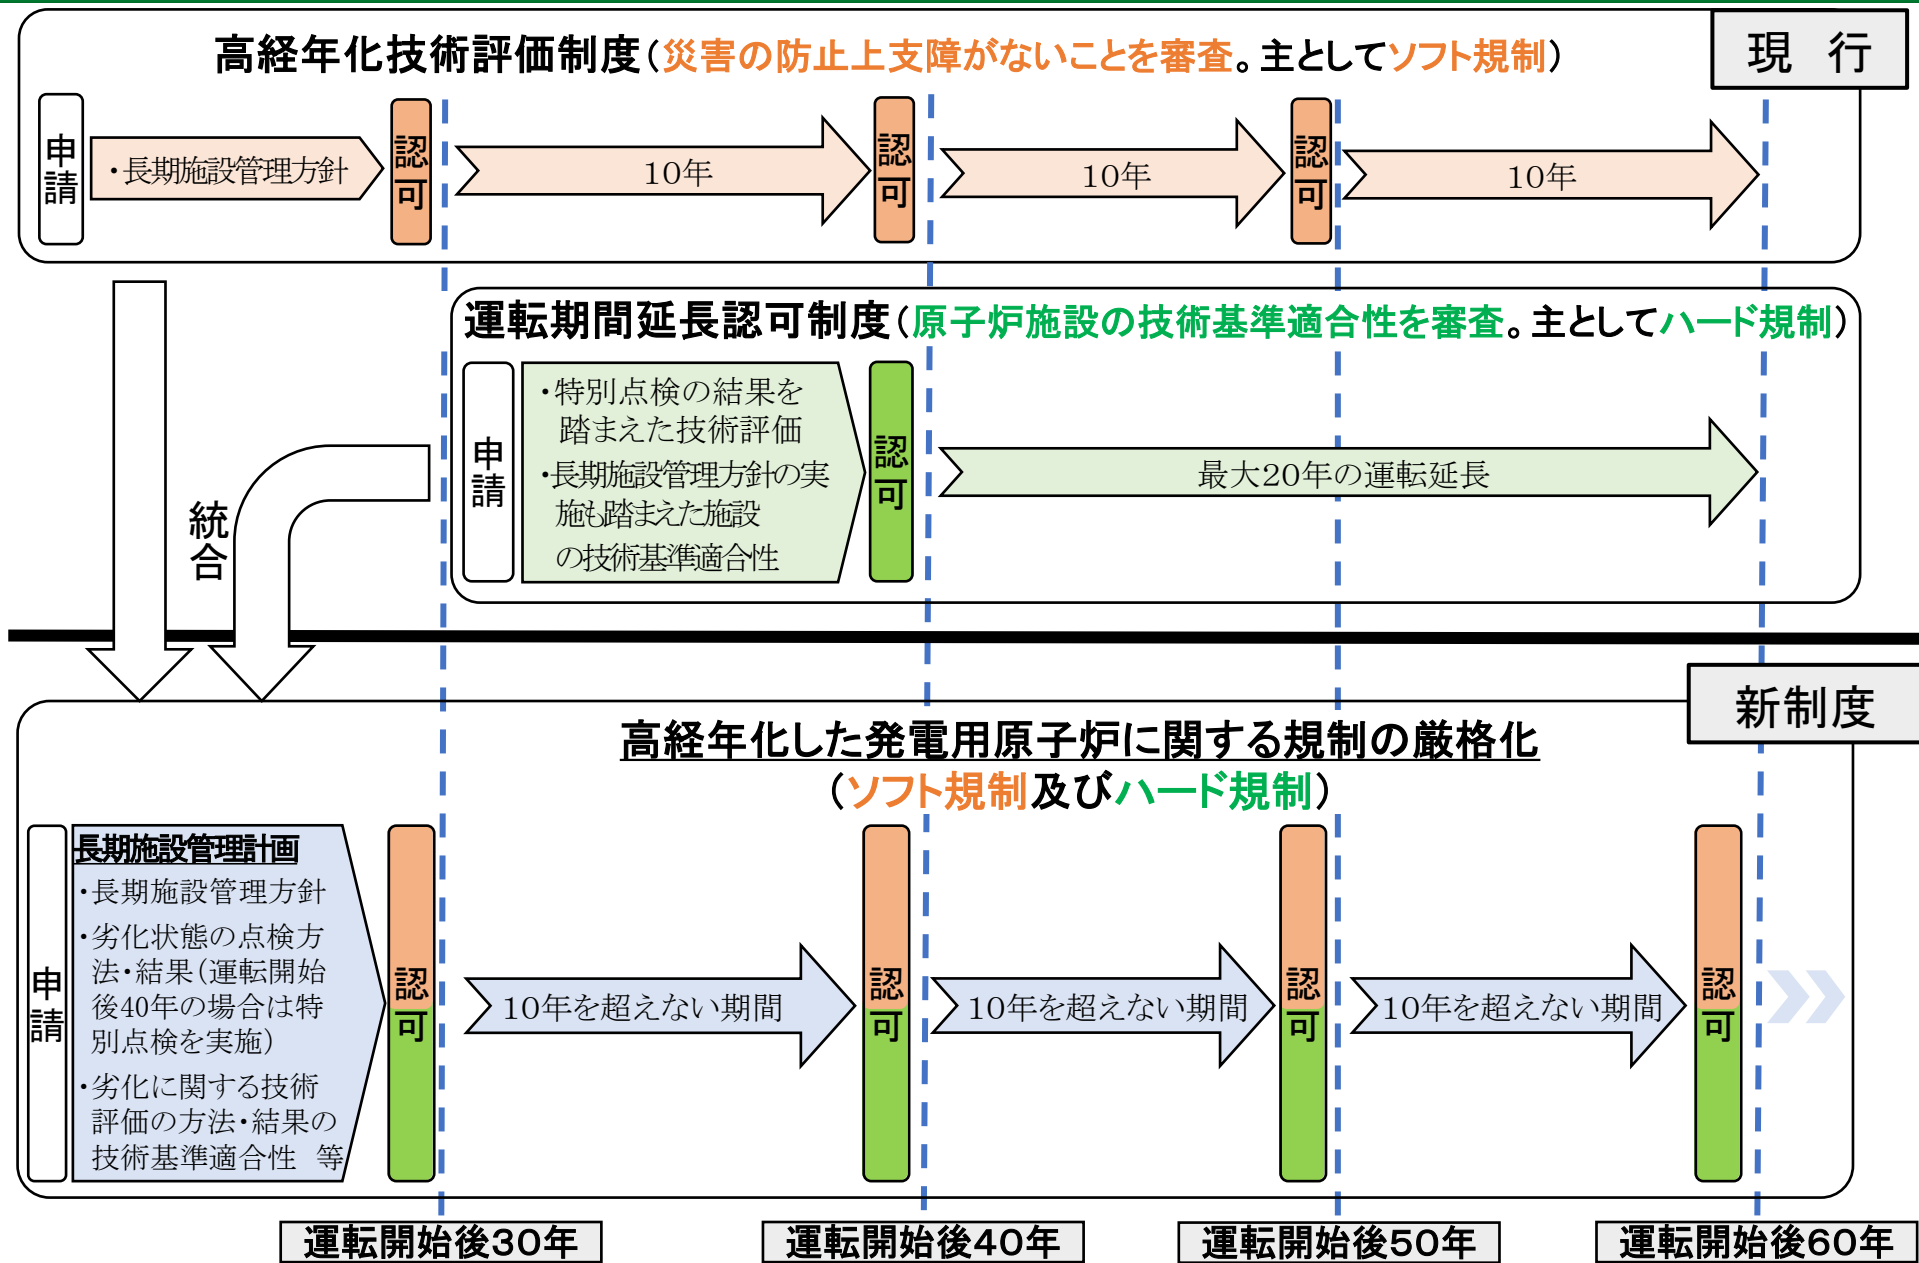 現 行
高経年化技術評価制度(災害の防止上支障がないことを審査。主としてソフト規制)
申請
・長期施設管理方針
認可
10年
認可
10年
認可
10年
運転期間延長認可制度(原子炉施設の技術基準適合性を審査。主としてハード規制)
申請
・特別点検の結果を
踏まえた技術評価
・長期施設管理方針の実
施も踏まえた施設
の技術基準適合性
認可
最大20年の運転延長
統合
新制度
高経年化した発電用原子炉に関する規制の厳格化
(ソフト規制及びハード規制)
申請
長期施設管理計画
・長期施設管理方針
・劣化状態の点検方
法・結果(運転開始
後40年の場合は特
別点検を実施)
・劣化に関する技術
評価の方法・結果の
技術基準適合性 等
認可
10年を超えない期間
認可
10年を超えない期間
認可
10年を超えない期間
認可
運転開始後30年
運転開始後40年
運転開始後50年
運転開始後60年